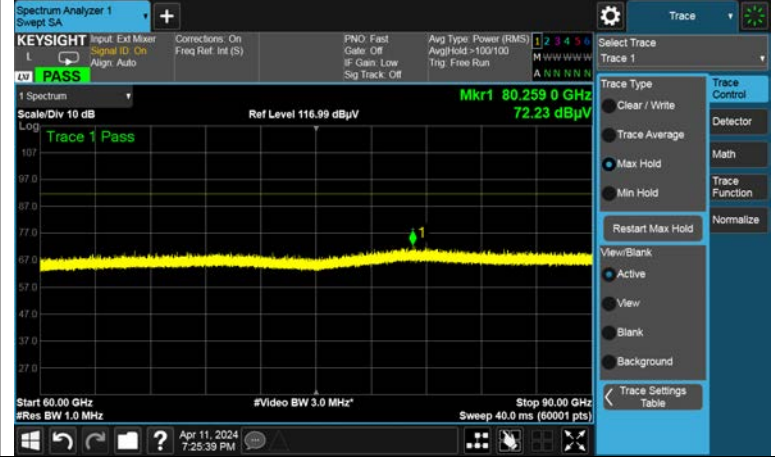 Spectrum Analyzer 1
Swept SA
+
Trace
KEYSIGHT
L
LXI
PASS
Input: Ext Mixer
Signal ID: On
Align: Auto
Corrections: On
Freq Ref: Int (S)
PNO: Fast
Gate: Off
IF Gain: Low
Sig Track: Off
Avg Type: Power (RMS)
Avg|Hold:>100/100
Trig: Free Run
1 2 3 4 5 6
M W W W W W
A N N N N N
Select Trace
Trace 1
1 Spectrum
Scale/Div 10 dB
Log
Ref Level 116.99 dBµV
Mkr1 80.259 0 GHz
72.23 dBµV
Trace 1 Pass
107
97.0
87.0
77.0
67.0
57.0
47.0
37.0
27.0
1
Start 60.00 GHz
#Res BW 1.0 MHz
#Video BW 3.0 MHz*
Stop 90.00 GHz
Sweep 40.0 ms (60001 pts)
Trace Type
Clear / Write
Trace Average
Max Hold
Min Hold
Restart Max Hold
View/Blank
Active
View
Blank
Background
Trace Settings
Table
Trace
Control
Detector
Math
Trace
Function
Normalize
?
Apr 11, 2024
7:25:39 PM